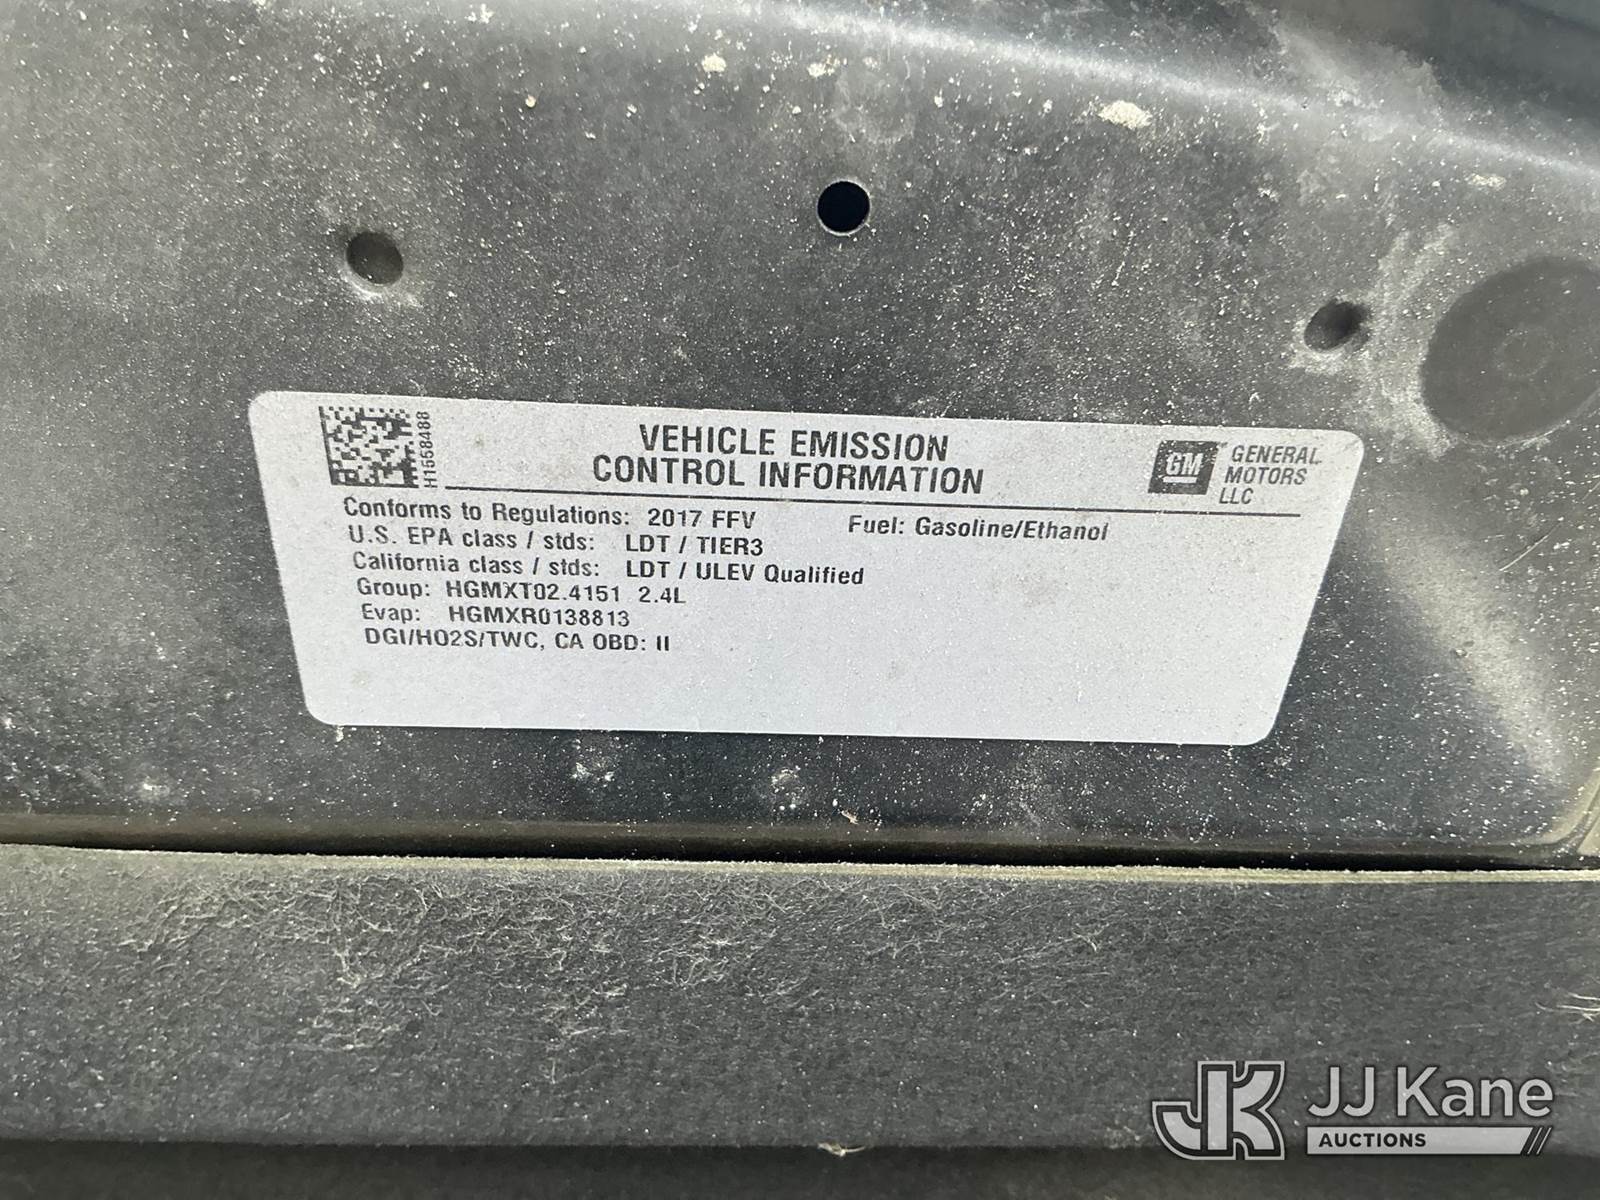 H1558488
VEHICLE EMISSION
CONTROL INFORMATION
GM
GENERAL
MOTORS
LLC
Conforms to Regulations: 2017 FFV
Fuel: Gasoline/Ethanol
U.S. EPA class / stds: LDT / TIER3
California class / stds: LDT / ULEV Qualified
Group: HGMXT02.4151 2.4L
Evap: HGMXR0138813
DGI/HO2S/TWC, CA OBD: II
JK JJ Kane
AUCTIONS